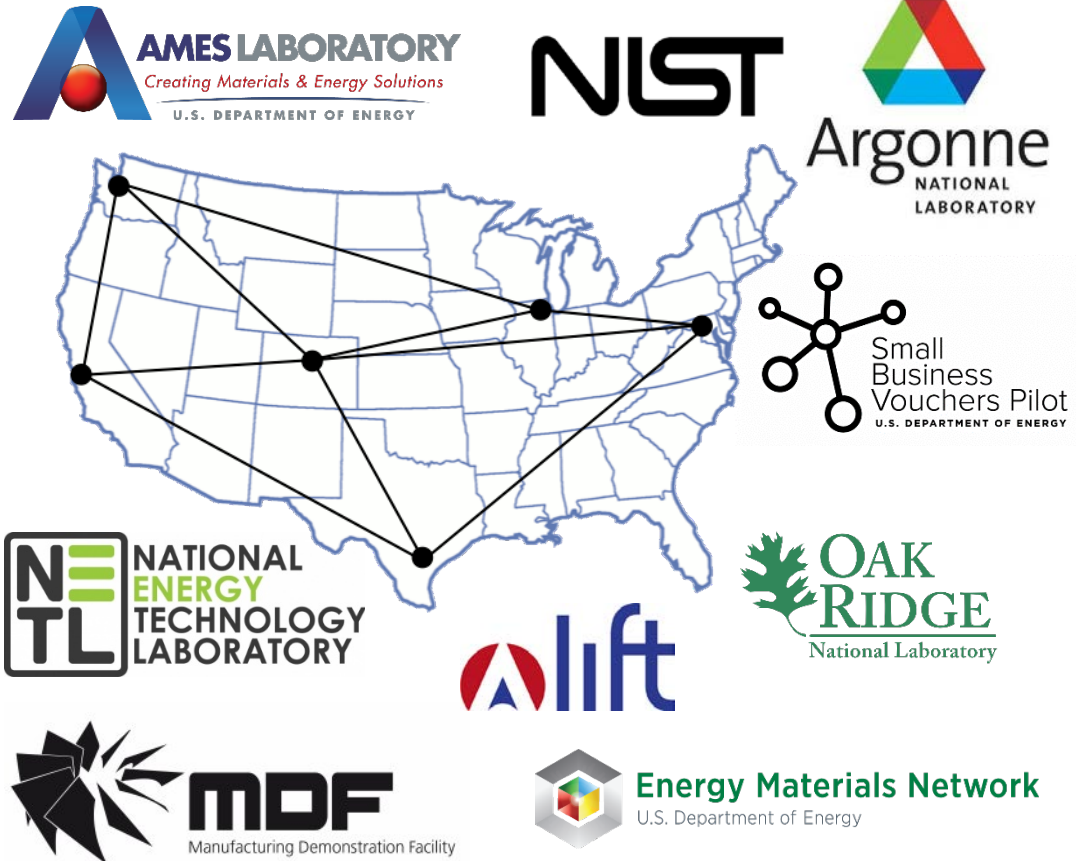 AMES LABORATORY
Creating Materials & Energy Solutions
U.S. DEPARTMENT OF ENERGY
NIST
Argonne
NATIONAL
LABORATORY
Small
Business
Vouchers Pilot
U.S. DEPARTMENT OF ENERGY
NETL
NATIONAL
ENERGY
TECHNOLOGY
LABORATORY
OAK
RIDGE
National Laboratory
lift
MDF
Manufacturing Demonstration Facility
Energy Materials Network
U.S. Department of Energy